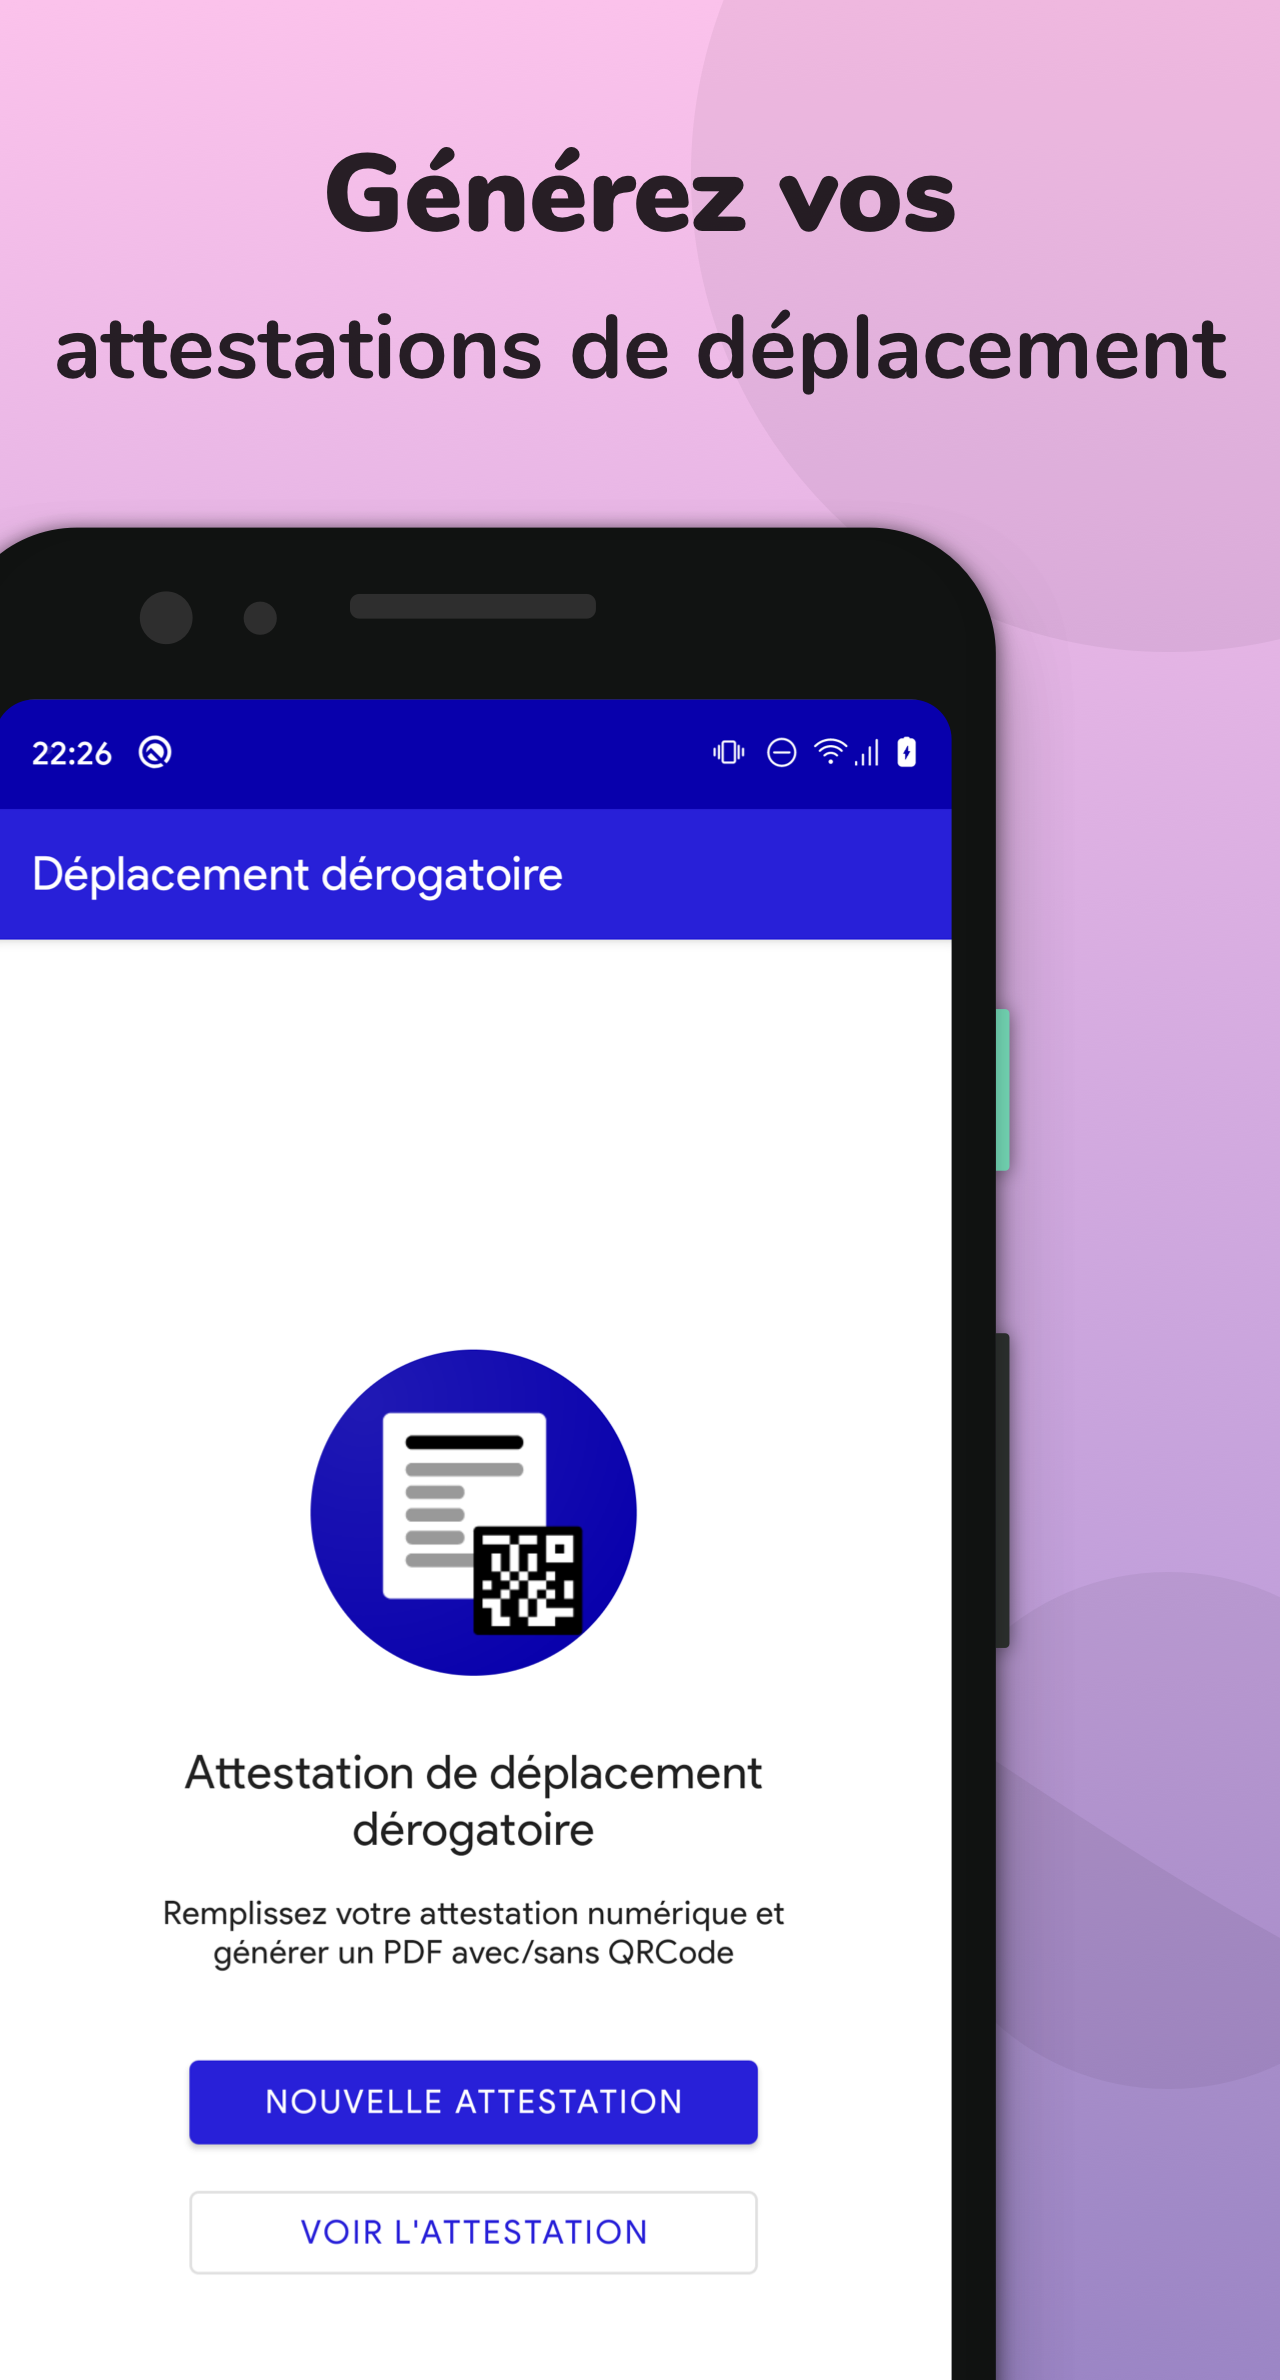 Générez vos
attestations de déplacement
22:26
Déplacement dérogatoire
Attestation de déplacement
dérogatoire
Remplissez votre attestation numérique et
générer un PDF avec/sans QRCode
NOUVELLE ATTESTATION
VOIR L'ATTESTATION